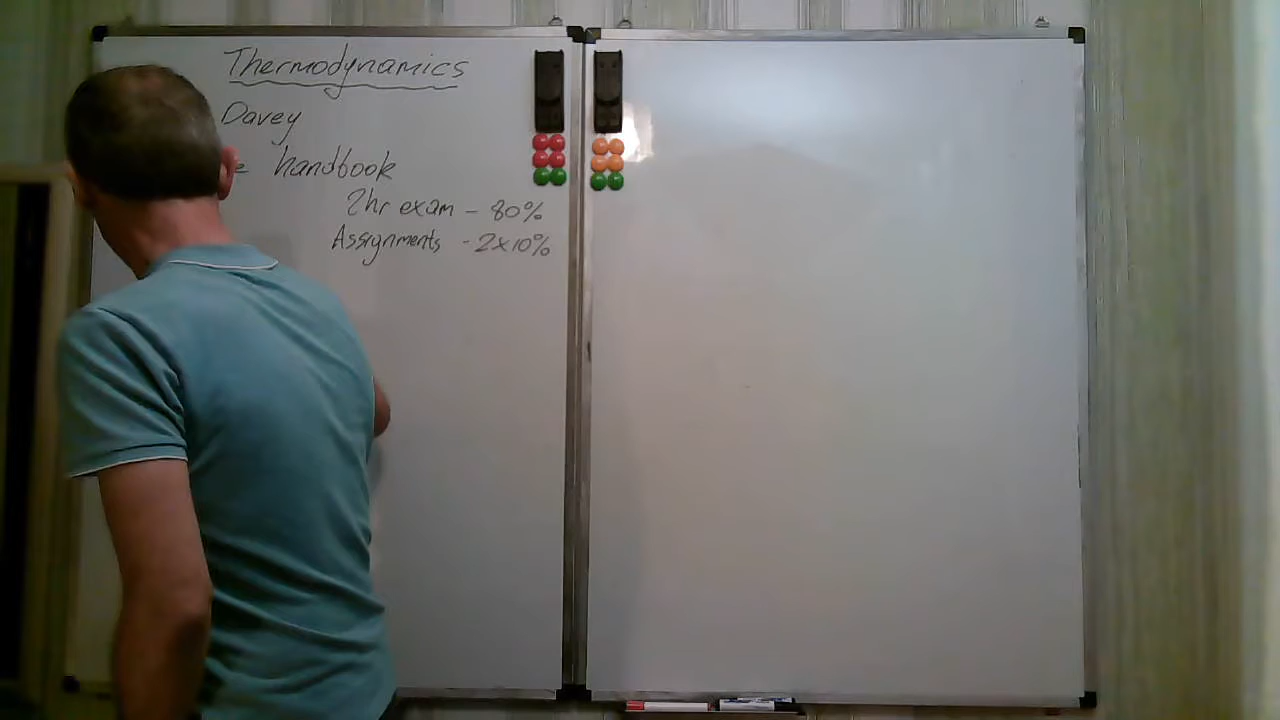 Thermodynamics
Davey
handbook
2hr exam - 80%
Assignments - 2x10%